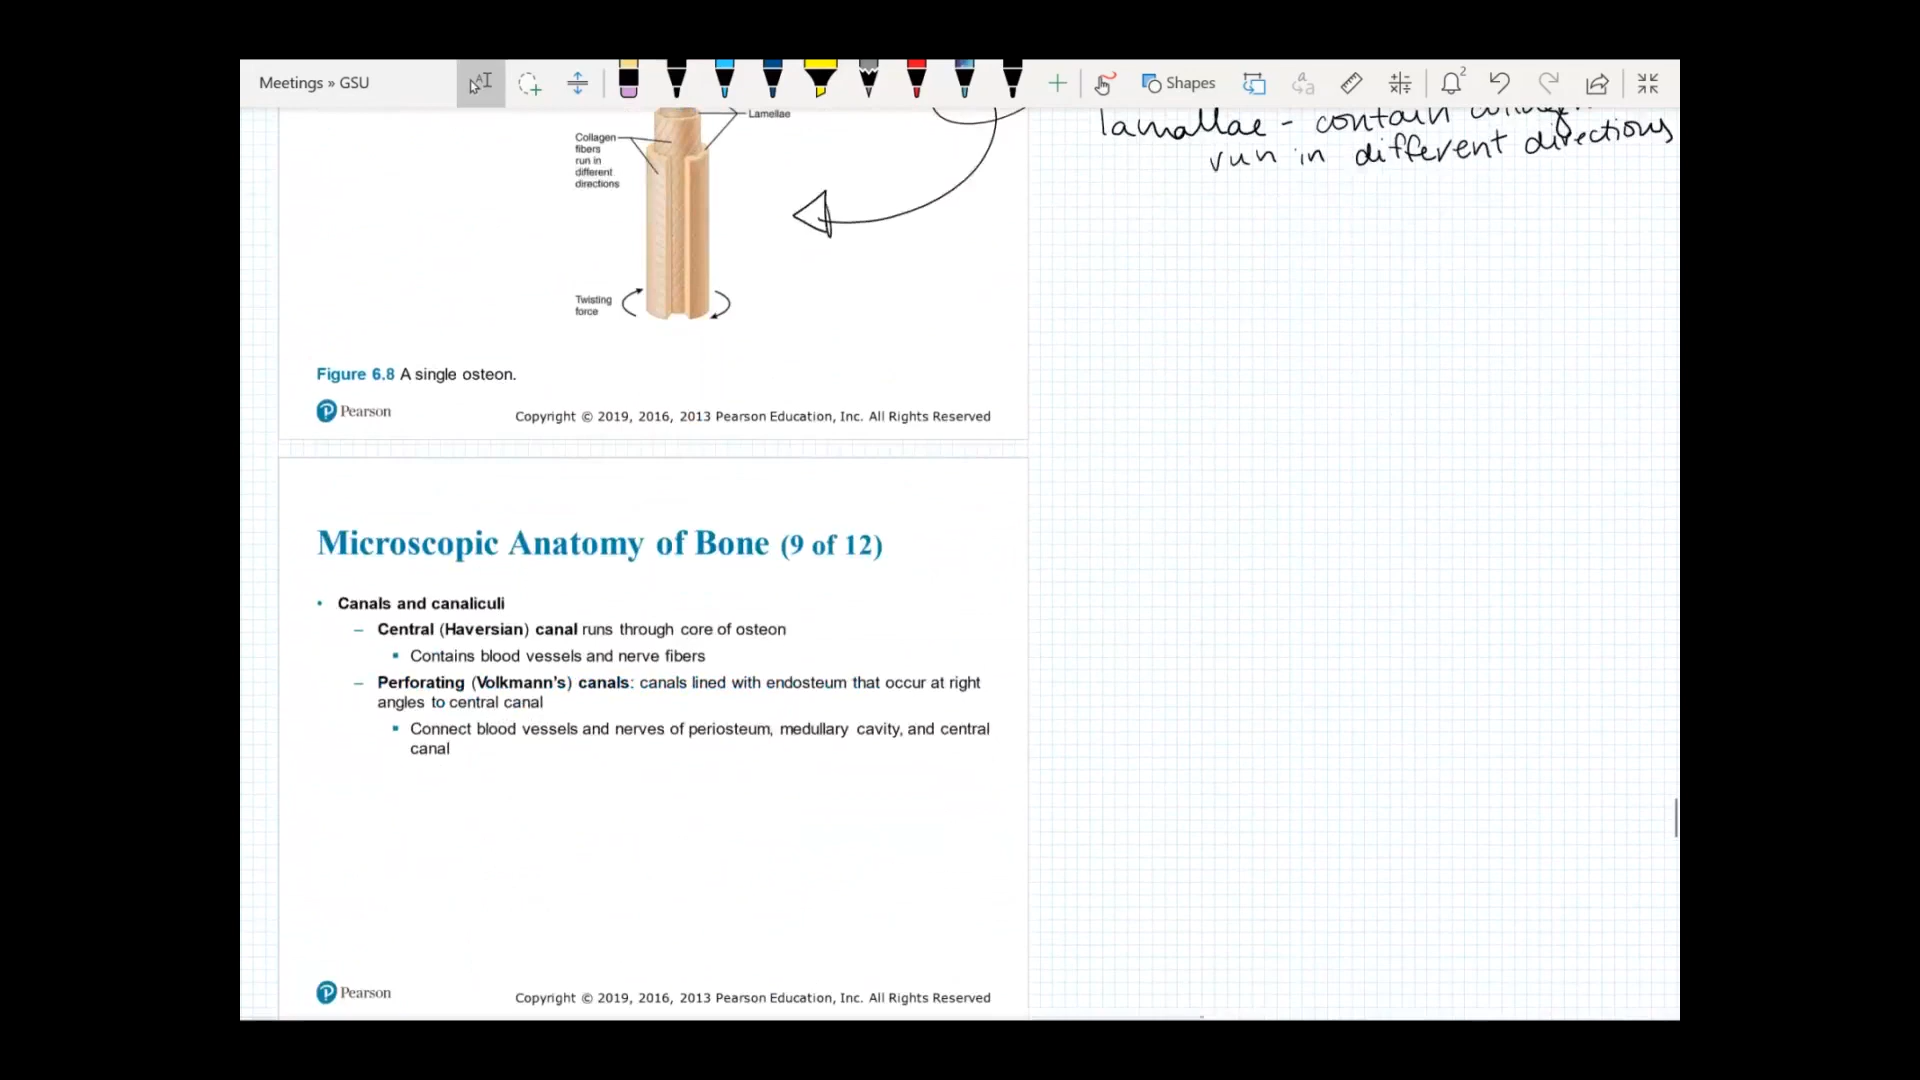 Meetings » GSU
Shapes
2
Lamellae
Collagen
fibers
run in
different
directions
Twisting
force
lamallae - contain
run in different directions
Figure 6.8 A single osteon.
Pearson
Copyright © 2019, 2016, 2013 Pearson Education, Inc. All Rights Reserved
Microscopic Anatomy of Bone (9 of 12)
• Canals and canaliculi
– Central (Haversian) canal runs through core of osteon
▪ Contains blood vessels and nerve fibers
– Perforating (Volkmann's) canals: canals lined with endosteum that occur at right
angles to central canal
▪ Connect blood vessels and nerves of periosteum, medullary cavity, and central
canal
Pearson
Copyright © 2019, 2016, 2013 Pearson Education, Inc. All Rights Reserved